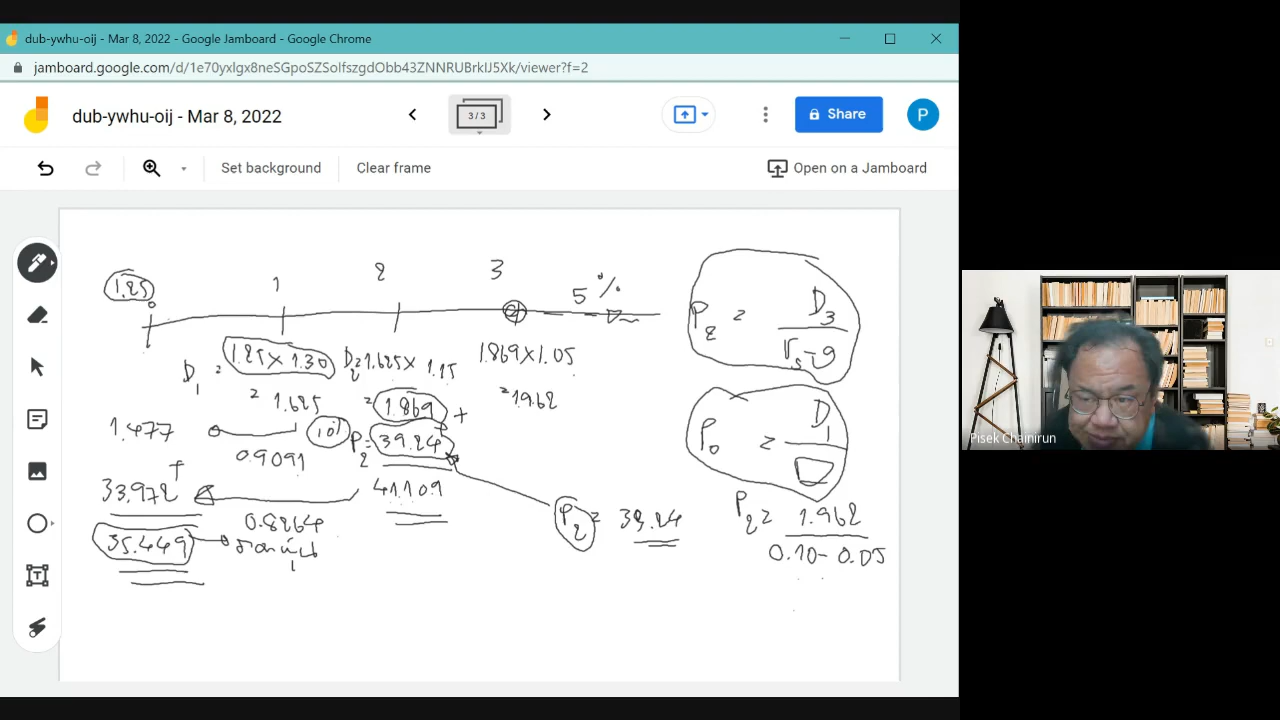 dub-ywhu-oij - Mar 8, 2022 - Google Jamboard - Google Chrome
jamboard.google.com/d/1e70yxlgx8neSGpoSZSolfszgdObb43ZNNRUBrkIJ5Xk/viewer?f=2
dub-ywhu-oij - Mar 8, 2022
3 / 3
Share
P
Set background
Clear frame
Open on a Jamboard
1.25
0
1
2
3
5 %
P2 = D3
rs-g
D1 = 1.25 x 1.30
= 1.625
D2 = 1.625 x 1.15
= 1.869 +
1.869 x 1.05
= 1962
P0 = D1
1.477
0.9091
10%
P2 = 39.24
41.109
+
33.972
0.8264
35.449
P2 = 39.24
P2 = 1.962
0.10 - 0.05
Pisek Chainirun